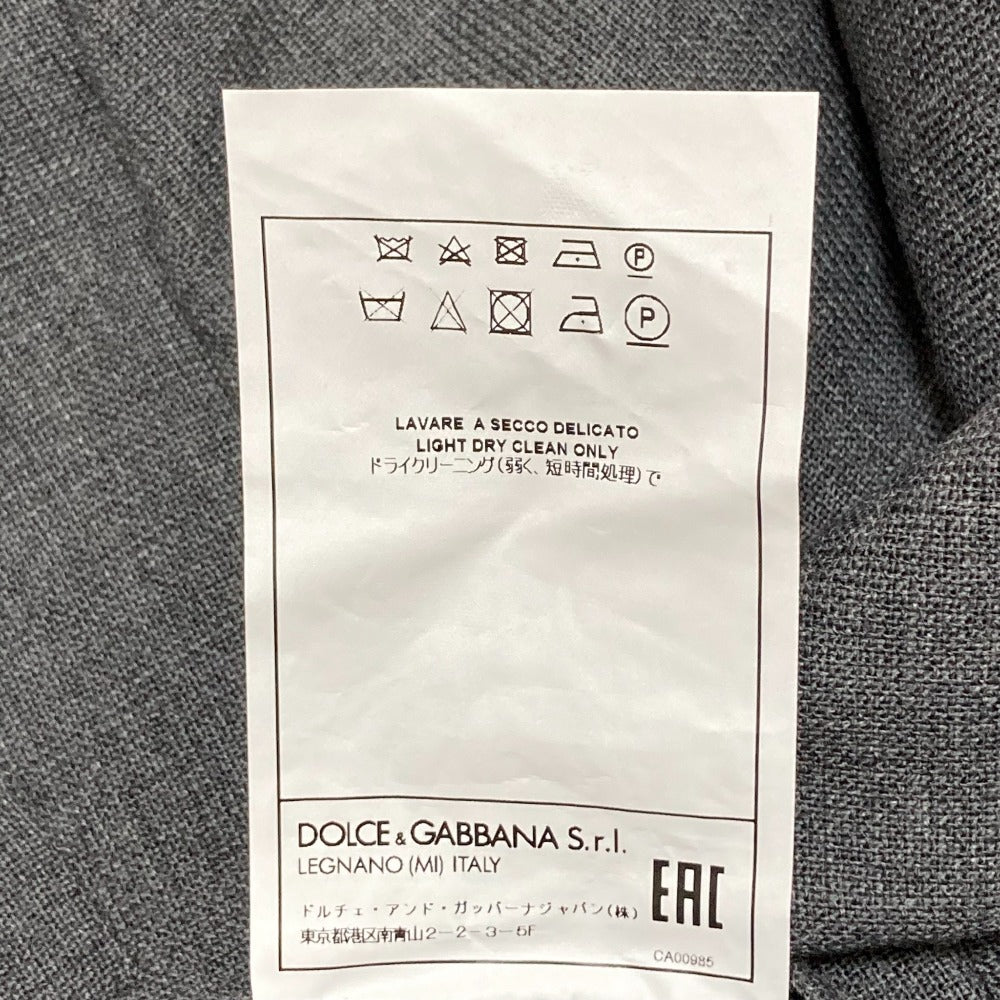 P
P
LAVARE A SECCO DELICATO
LIGHT DRY CLEAN ONLY
ドライクリーニング(弱く、短時間処理)で
DOLCE & GABBANA S.r.l.
LEGNANO (MI) ITALY
EAC
ドルチェ・アンド・ガッバーナジャパン(株)
東京都港区南青山2-2-3-5F
CA00985